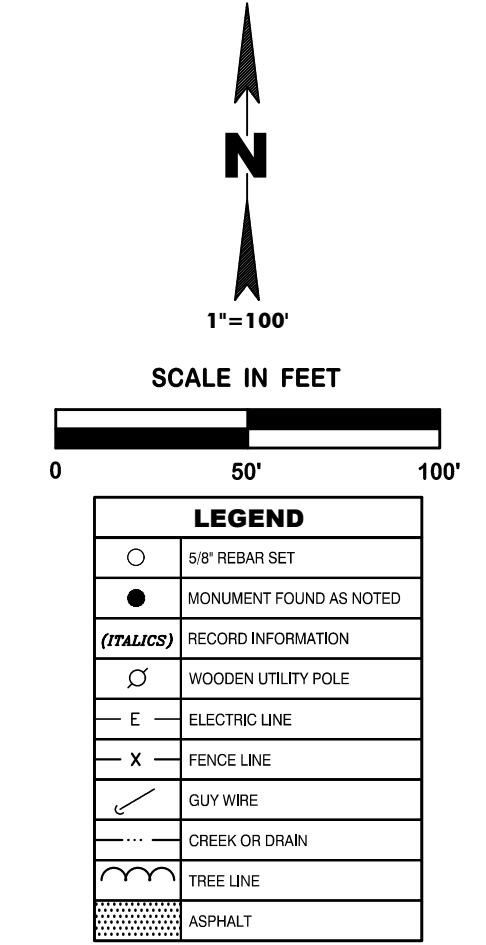 N
1"=100'
SCALE IN FEET
0 50' 100'
LEGEND
5/8" REBAR SET
MONUMENT FOUND AS NOTED
(ITALICS) RECORD INFORMATION
WOODEN UTILITY POLE
E ELECTRIC LINE
X FENCE LINE
GUY WIRE
CREEK OR DRAIN
TREE LINE
ASPHALT